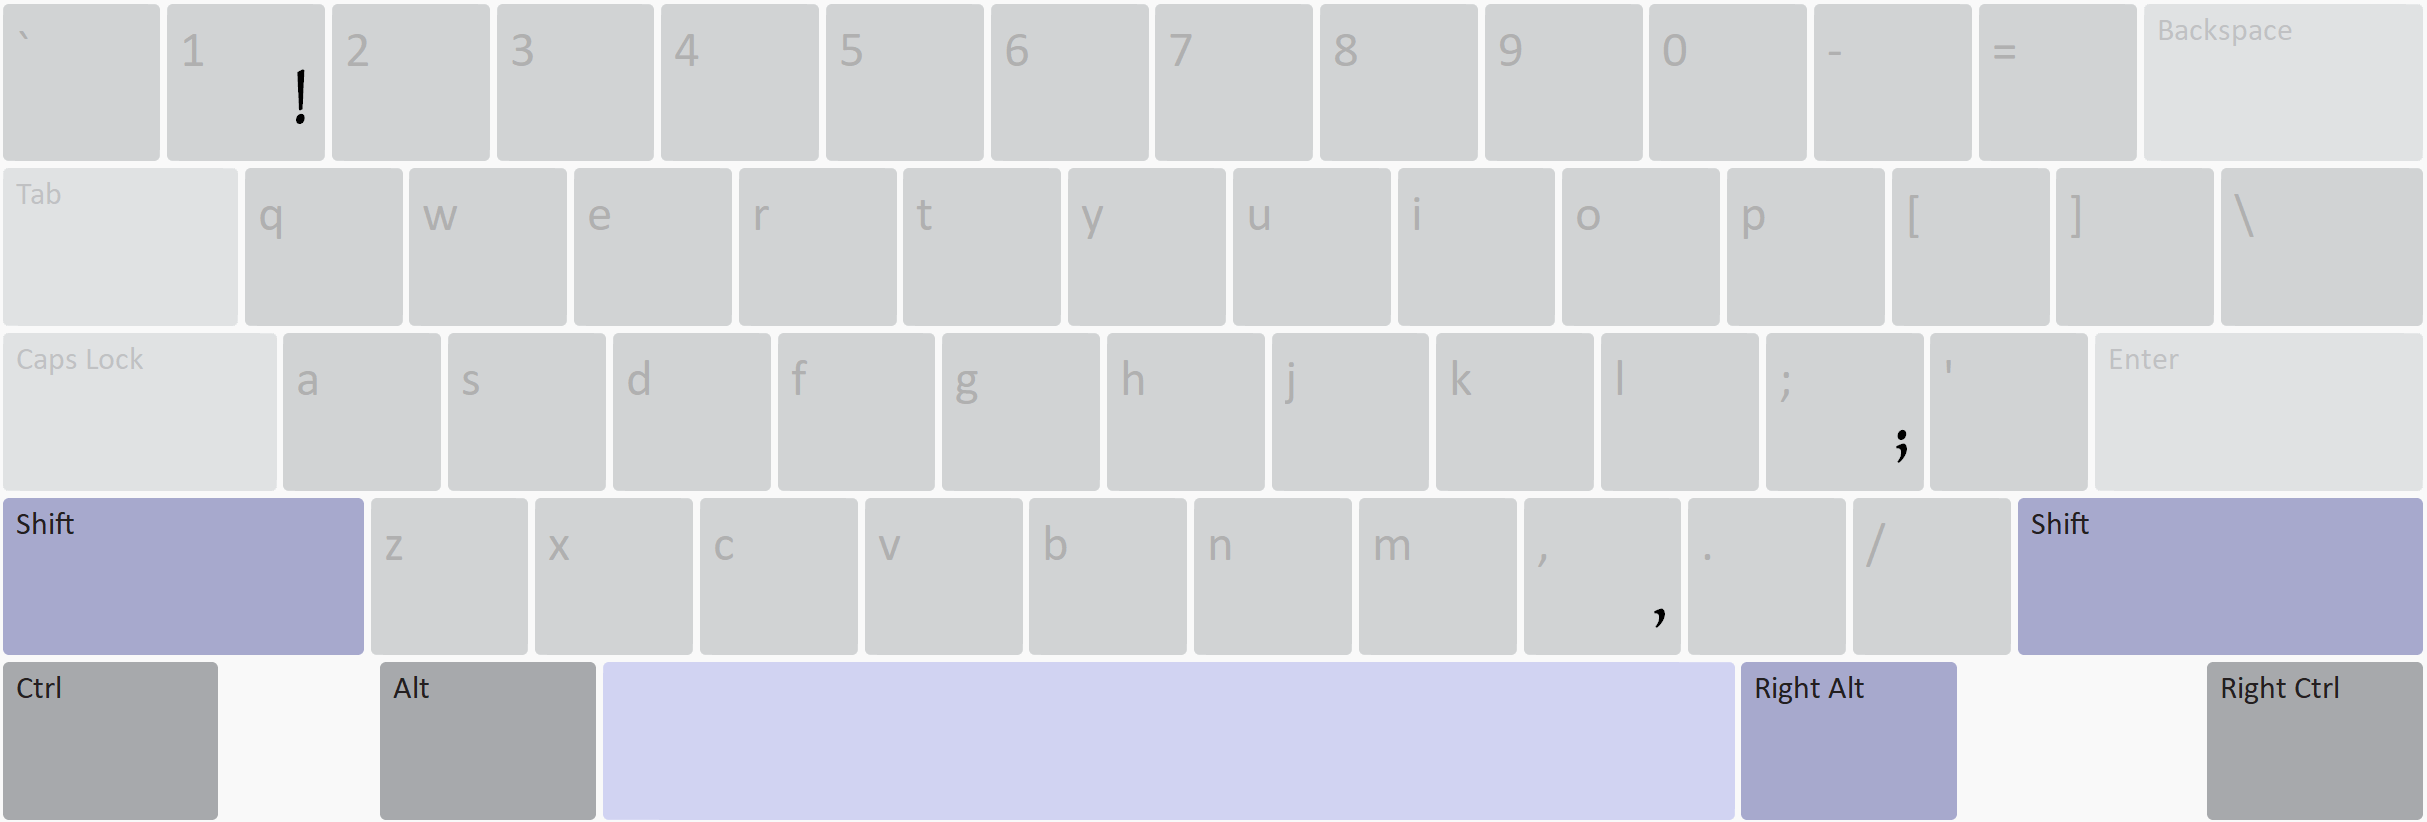 ` 1 ! 2 3 4 5 6 7 8 9 0 - = Backspace
Tab q w e r t y u i o p [ ] \
Caps Lock a s d f g h j k l ; ; ' Enter
Shift z x c v b n m , , . / Shift
Ctrl Alt Right Alt Right Ctrl